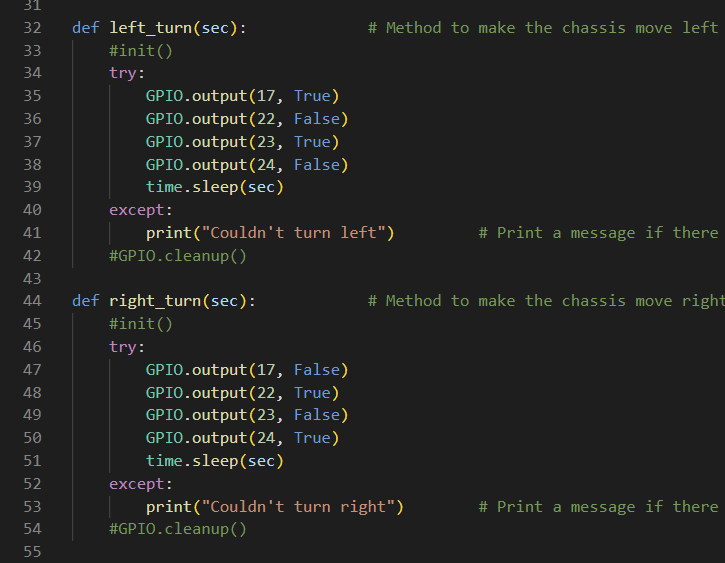 31
32 def left_turn(sec):             # Method to make the chassis move left
33     #init()
34     try:
35         GPIO.output(17, True)
36         GPIO.output(22, False)
37         GPIO.output(23, True)
38         GPIO.output(24, False)
39         time.sleep(sec)
40     except:
41         print("Couldn't turn left")         # Print a message if there
42     #GPIO.cleanup()
43
44 def right_turn(sec):            # Method to make the chassis move right
45     #init()
46     try:
47         GPIO.output(17, False)
48         GPIO.output(22, True)
49         GPIO.output(23, False)
50         GPIO.output(24, True)
51         time.sleep(sec)
52     except:
53         print("Couldn't turn right")        # Print a message if there
54     #GPIO.cleanup()
55